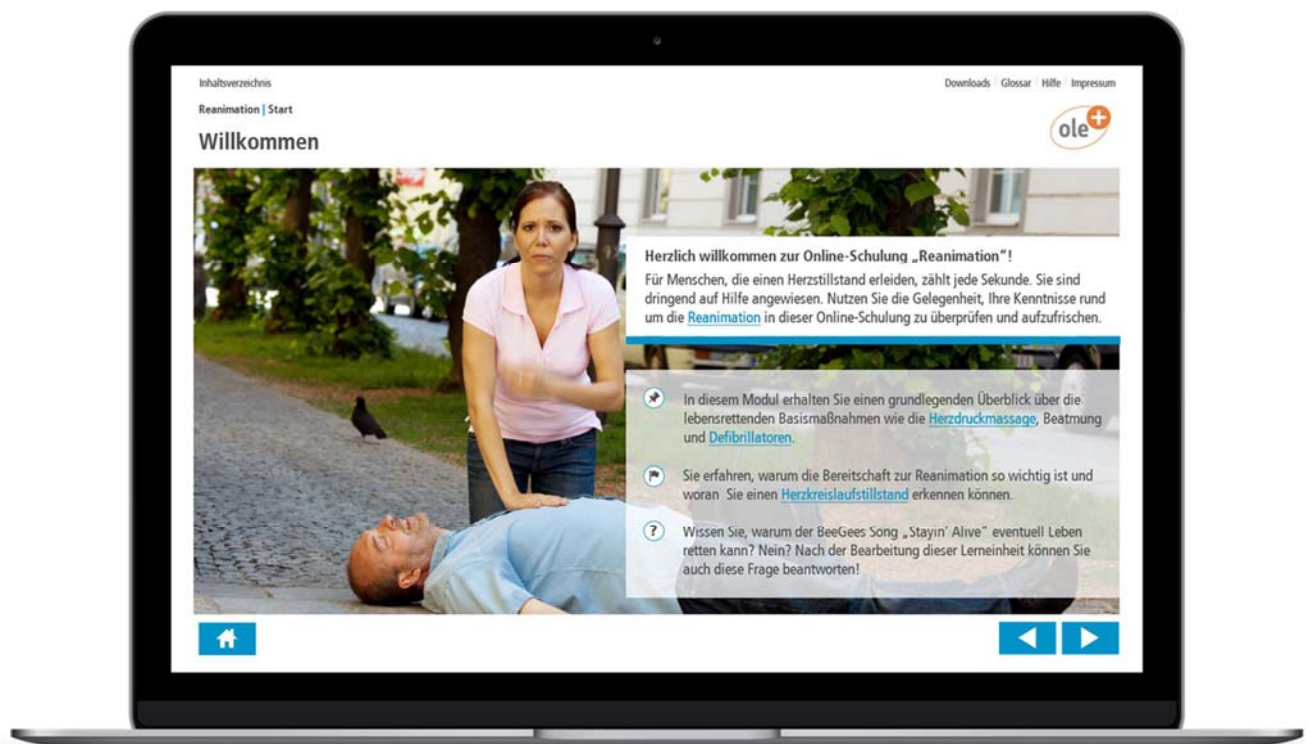 Inhaltsverzeichnis
Downloads Glossar Hilfe Impressum
Reanimation | Start
ole+
Willkommen
Herzlich willkommen zur Online-Schulung „Reanimation“!
Für Menschen, die einen Herzstillstand erleiden, zählt jede Sekunde. Sie sind
dringend auf Hilfe angewiesen. Nutzen Sie die Gelegenheit, Ihre Kenntnisse rund
um die Reanimation in dieser Online-Schulung zu überprüfen und aufzufrischen.
In diesem Modul erhalten Sie einen grundlegenden Überblick über die
lebensrettenden Basismaßnahmen wie die Herzdruckmassage, Beatmung
und Defibrillatoren.
Sie erfahren, warum die Bereitschaft zur Reanimation so wichtig ist und
woran Sie einen Herzkreislaufstillstand erkennen können.
?
Wissen Sie, warum der BeeGees Song „Stayin' Alive“ eventuell Leben
retten kann? Nein? Nach der Bearbeitung dieser Lerneinheit können Sie
auch diese Frage beantworten!